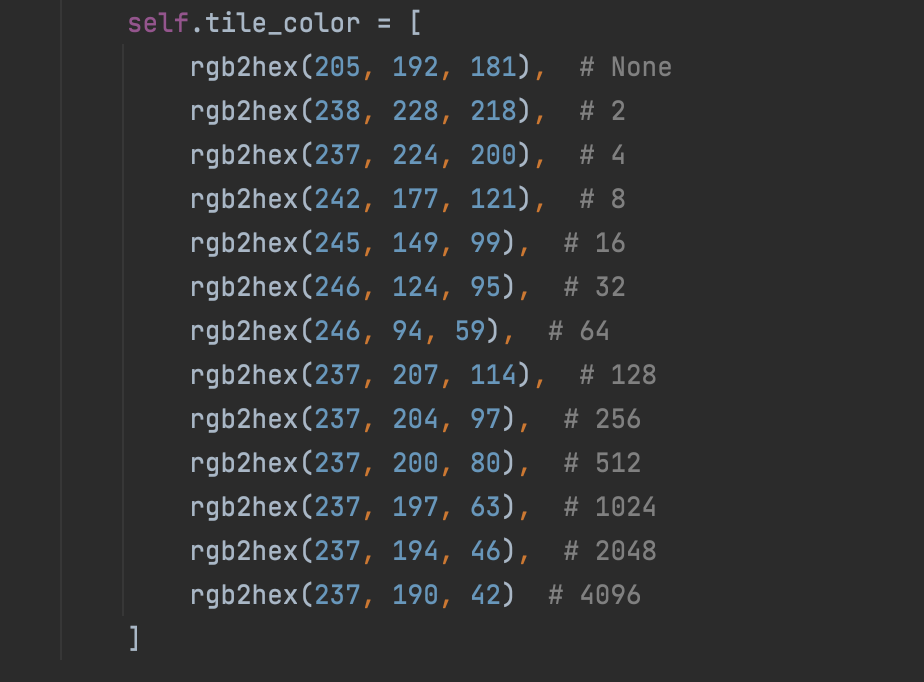 self.tile_color = [
rgb2hex(205, 192, 181),  # None
rgb2hex(238, 228, 218),  # 2
rgb2hex(237, 224, 200),  # 4
rgb2hex(242, 177, 121),  # 8
rgb2hex(245, 149, 99),  # 16
rgb2hex(246, 124, 95),  # 32
rgb2hex(246, 94, 59),  # 64
rgb2hex(237, 207, 114),  # 128
rgb2hex(237, 204, 97),  # 256
rgb2hex(237, 200, 80),  # 512
rgb2hex(237, 197, 63),  # 1024
rgb2hex(237, 194, 46),  # 2048
rgb2hex(237, 190, 42)  # 4096
]